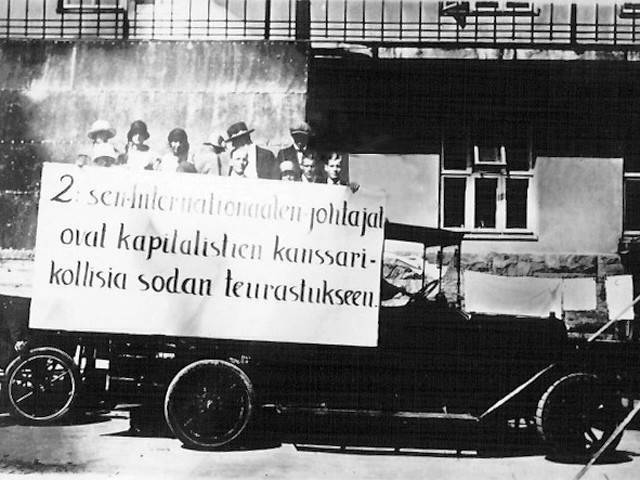 2:sen-Internationaalen-johtajat
ovat kapitalistien kanssari-
kollisia sodan teurastukseen.